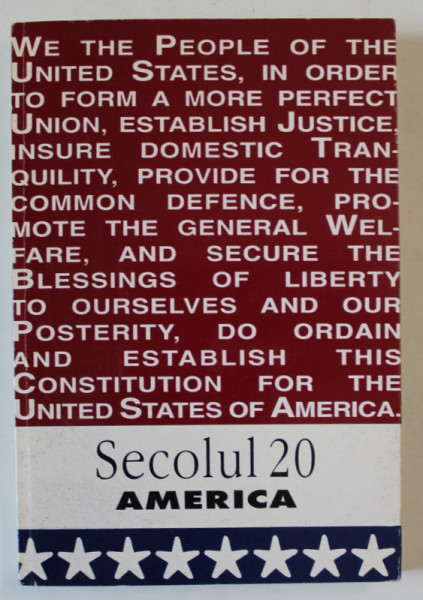 WE THE PEOPLE OF THE
UNITED STATES, IN ORDER
TO FORM A MORE PERFECT
UNION, ESTABLISH JUSTICE,
INSURE DOMESTIC TRAN-
QUILITY, PROVIDE FOR THE
COMMON DEFENCE, PRO-
MOTE THE GENERAL WEL-
FARE, AND SECURE THE
BLESSINGS OF LIBERTY
TO OURSELVES AND OUR
POSTERITY, DO ORDAIN
AND ESTABLISH THIS
CONSTITUTION FOR THE
UNITED STATES OF AMERICA.
Secolul 20
AMERICA